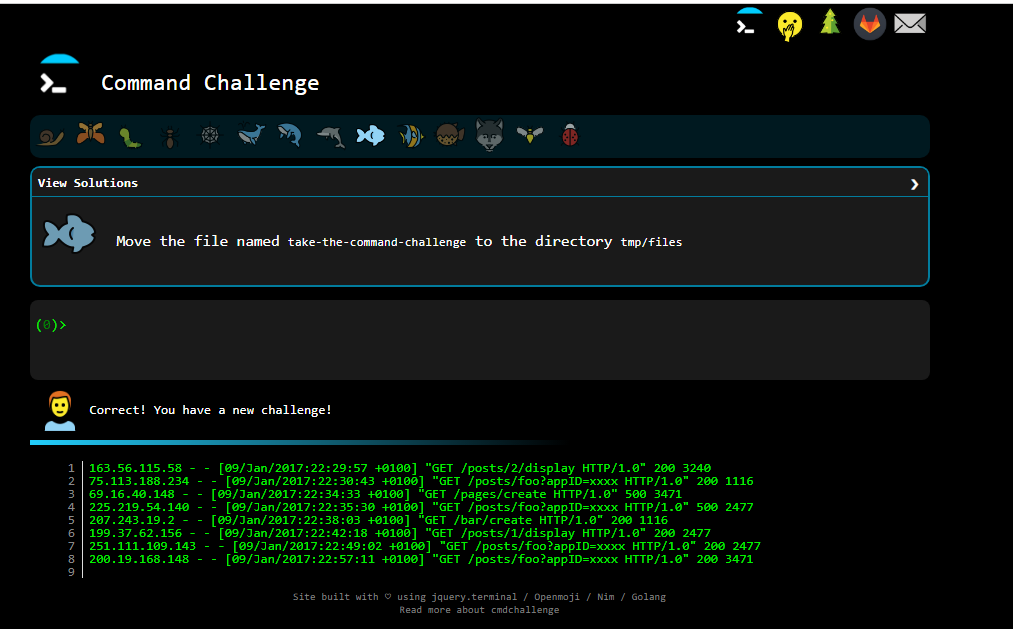 Command Challenge
View Solutions
Move the file named take-the-command-challenge to the directory tmp/files
(0)>
Correct! You have a new challenge!
1 163.56.115.58 - - [09/Jan/2017:22:29:57 +0100] "GET /posts/2/display HTTP/1.0" 200 3240
2 75.113.188.234 - - [09/Jan/2017:22:30:43 +0100] "GET /posts/foo?appID=xxxx HTTP/1.0" 200 1116
3 69.16.40.148 - - [09/Jan/2017:22:34:33 +0100] "GET /pages/create HTTP/1.0" 500 3471
4 225.219.54.140 - - [09/Jan/2017:22:35:30 +0100] "GET /posts/foo?appID=xxxx HTTP/1.0" 500 2477
5 207.243.19.2 - - [09/Jan/2017:22:38:03 +0100] "GET /bar/create HTTP/1.0" 200 1116
6 199.37.62.156 - - [09/Jan/2017:22:42:18 +0100] "GET /posts/1/display HTTP/1.0" 200 2477
7 251.111.109.143 - - [09/Jan/2017:22:49:02 +0100] "GET /posts/foo?appID=xxxx HTTP/1.0" 200 2477
8 200.19.168.148 - - [09/Jan/2017:22:57:11 +0100] "GET /posts/foo?appID=xxxx HTTP/1.0" 200 3471
9
Site built with ♡ using jquery.terminal / Openmoji / Nim / Golang
Read more about cmdchallenge